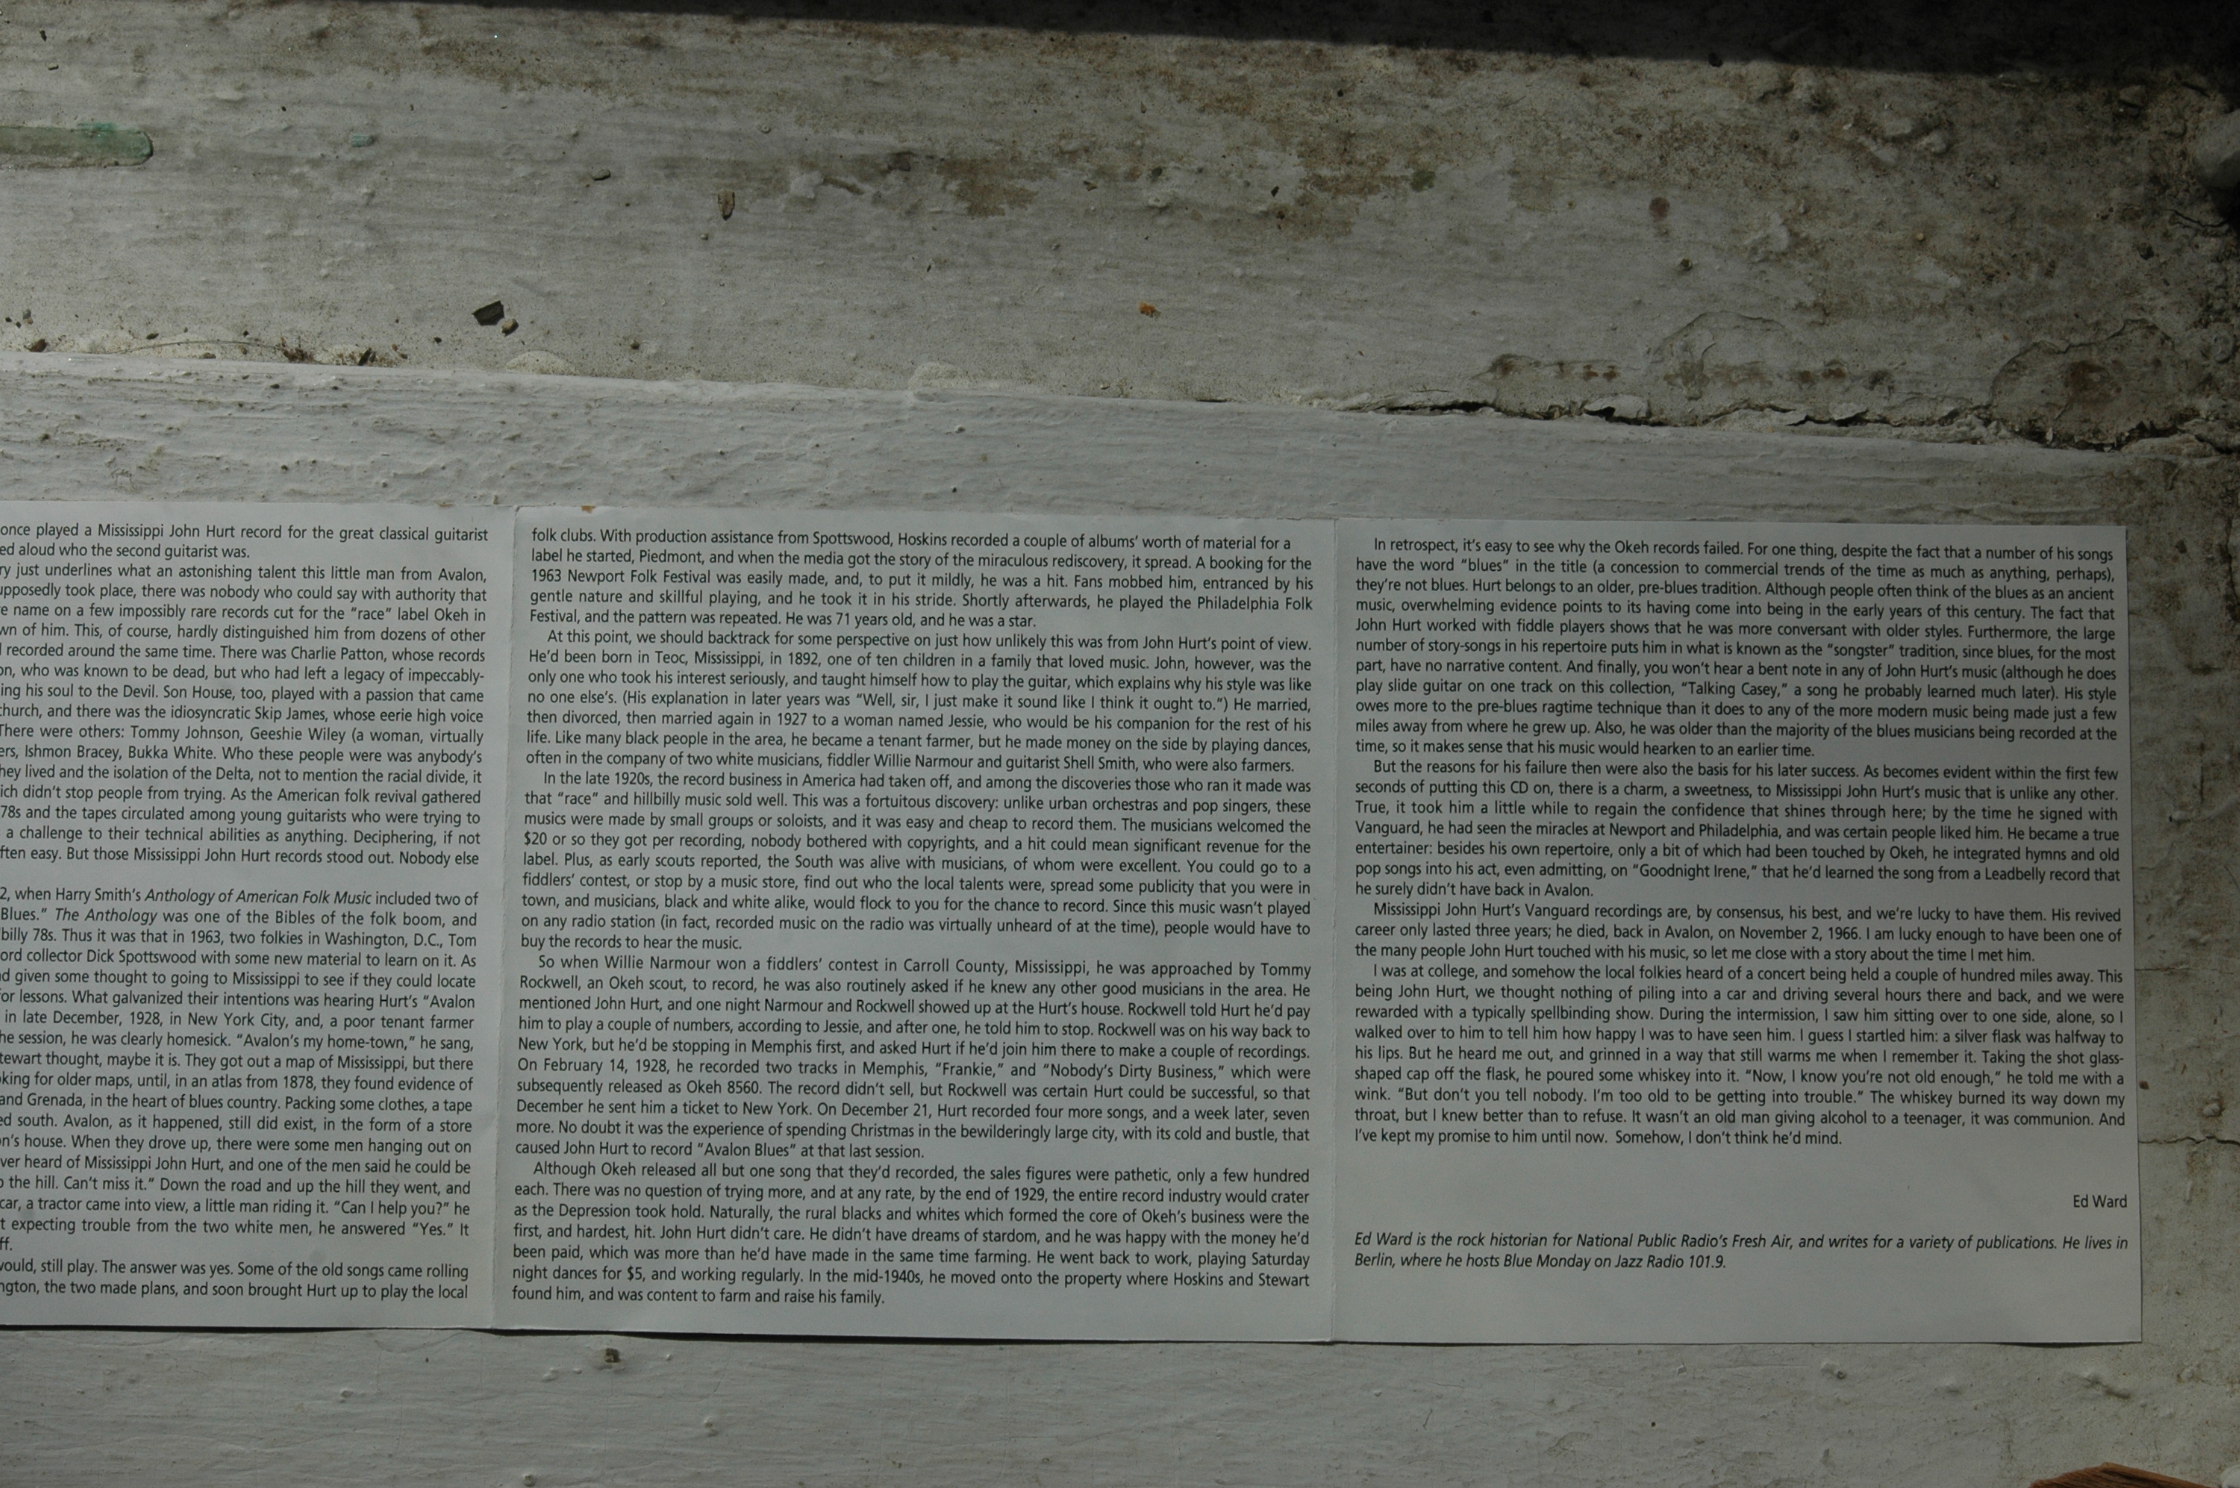 once played a Mississippi John Hurt record for the great classical guitarist
ed aloud who the second guitarist was.
ry just underlines what an astonishing talent this little man from Avalon,
upposedly took place, there was nobody who could say with authority that
e name on a few impossibly rare records cut for the "race" label Okeh in
wn of him. This, of course, hardly distinguished him from dozens of other
l recorded around the same time. There was Charlie Patton, whose records
on, who was known to be dead, but who had left a legacy of impeccably-
ing his soul to the Devil. Son House, too, played with a passion that came
church, and there was the idiosyncratic Skip James, whose eerie high voice
There were others: Tommy Johnson, Geeshie Wiley (a woman, virtually
ers, Ishmon Bracey, Bukka White. Who these people were was anybody's
hey lived and the isolation of the Delta, not to mention the racial divide, it
ich didn't stop people from trying. As the American folk revival gathered
78s and the tapes circulated among young guitarists who were trying to
a challenge to their technical abilities as anything. Deciphering, if not
ften easy. But those Mississippi John Hurt records stood out. Nobody else
2, when Harry Smith's Anthology of American Folk Music included two of
Blues." The Anthology was one of the Bibles of the folk boom, and
billy 78s. Thus it was that in 1963, two folkies in Washington, D.C., Tom
ord collector Dick Spottswood with some new material to learn on it. As
d given some thought to going to Mississippi to see if they could locate
or lessons. What galvanized their intentions was hearing Hurt's "Avalon
in late December, 1928, in New York City, and, a poor tenant farmer
he session, he was clearly homesick. "Avalon's my home-town," he sang,
tewart thought, maybe it is. They got out a map of Mississippi, but there
king for older maps, until, in an atlas from 1878, they found evidence of
and Grenada, in the heart of blues country. Packing some clothes, a tape
ed south. Avalon, as it happened, still did exist, in the form of a store
on's house. When they drove up, there were some men hanging out on
ver heard of Mississippi John Hurt, and one of the men said he could be
o the hill. Can't miss it." Down the road and up the hill they went, and
car, a tractor came into view, a little man riding it. "Can I help you?" he
t expecting trouble from the two white men, he answered "Yes." It
ff.
would, still play. The answer was yes. Some of the old songs came rolling
ngton, the two made plans, and soon brought Hurt up to play the local
folk clubs. With production assistance from Spottswood, Hoskins recorded a couple of albums' worth of material for a
label he started, Piedmont, and when the media got the story of the miraculous rediscovery, it spread. A booking for the
1963 Newport Folk Festival was easily made, and, to put it mildly, he was a hit. Fans mobbed him, entranced by his
gentle nature and skillful playing, and he took it in his stride. Shortly afterwards, he played the Philadelphia Folk
Festival, and the pattern was repeated. He was 71 years old, and he was a star.
At this point, we should backtrack for some perspective on just how unlikely this was from John Hurt's point of view.
He'd been born in Teoc, Mississippi, in 1892, one of ten children in a family that loved music. John, however, was the
only one who took his interest seriously, and taught himself how to play the guitar, which explains why his style was like
no one else's. (His explanation in later years was "Well, sir, I just make it sound like I think it ought to.") He married,
then divorced, then married again in 1927 to a woman named Jessie, who would be his companion for the rest of his
life. Like many black people in the area, he became a tenant farmer, but he made money on the side by playing dances,
often in the company of two white musicians, fiddler Willie Narmour and guitarist Shell Smith, who were also farmers.
In the late 1920s, the record business in America had taken off, and among the discoveries those who ran it made was
that "race" and hillbilly music sold well. This was a fortuitous discovery: unlike urban orchestras and pop singers, these
musics were made by small groups or soloists, and it was easy and cheap to record them. The musicians welcomed the
$20 or so they got per recording, nobody bothered with copyrights, and a hit could mean significant revenue for the
label. Plus, as early scouts reported, the South was alive with musicians, of whom were excellent. You could go to a
fiddlers' contest, or stop by a music store, find out who the local talents were, spread some publicity that you were in
town, and musicians, black and white alike, would flock to you for the chance to record. Since this music wasn't played
on any radio station (in fact, recorded music on the radio was virtually unheard of at the time), people would have to
buy the records to hear the music.
So when Willie Narmour won a fiddlers' contest in Carroll County, Mississippi, he was approached by Tommy
Rockwell, an Okeh scout, to record, he was also routinely asked if he knew any other good musicians in the area. He
mentioned John Hurt, and one night Narmour and Rockwell showed up at the Hurt's house. Rockwell told Hurt he'd pay
him to play a couple of numbers, according to Jessie, and after one, he told him to stop. Rockwell was on his way back to
New York, but he'd be stopping in Memphis first, and asked Hurt if he'd join him there to make a couple of recordings.
On February 14, 1928, he recorded two tracks in Memphis, "Frankie," and "Nobody's Dirty Business," which were
subsequently released as Okeh 8560. The record didn't sell, but Rockwell was certain Hurt could be successful, so that
December he sent him a ticket to New York. On December 21, Hurt recorded four more songs, and a week later, seven
more. No doubt it was the experience of spending Christmas in the bewilderingly large city, with its cold and bustle, that
caused John Hurt to record "Avalon Blues" at that last session.
Although Okeh released all but one song that they'd recorded, the sales figures were pathetic, only a few hundred
each. There was no question of trying more, and at any rate, by the end of 1929, the entire record industry would crater
as the Depression took hold. Naturally, the rural blacks and whites which formed the core of Okeh's business were the
first, and hardest, hit. John Hurt didn't care. He didn't have dreams of stardom, and he was happy with the money he'd
been paid, which was more than he'd have made in the same time farming. He went back to work, playing Saturday
night dances for $5, and working regularly. In the mid-1940s, he moved onto the property where Hoskins and Stewart
found him, and was content to farm and raise his family.
In retrospect, it's easy to see why the Okeh records failed. For one thing, despite the fact that a number of his songs
have the word "blues" in the title (a concession to commercial trends of the time as much as anything, perhaps),
they're not blues. Hurt belongs to an older, pre-blues tradition. Although people often think of the blues as an ancient
music, overwhelming evidence points to its having come into being in the early years of this century. The fact that
John Hurt worked with fiddle players shows that he was more conversant with older styles. Furthermore, the large
number of story-songs in his repertoire puts him in what is known as the "songster" tradition, since blues, for the most
part, have no narrative content. And finally, you won't hear a bent note in any of John Hurt's music (although he does
play slide guitar on one track on this collection, "Talking Casey," a song he probably learned much later). His style
owes more to the pre-blues ragtime technique than it does to any of the more modern music being made just a few
miles away from where he grew up. Also, he was older than the majority of the blues musicians being recorded at the
time, so it makes sense that his music would hearken to an earlier time.
But the reasons for his failure then were also the basis for his later success. As becomes evident within the first few
seconds of putting this CD on, there is a charm, a sweetness, to Mississippi John Hurt's music that is unlike any other.
True, it took him a little while to regain the confidence that shines through here; by the time he signed with
Vanguard, he had seen the miracles at Newport and Philadelphia, and was certain people liked him. He became a true
entertainer: besides his own repertoire, only a bit of which had been touched by Okeh, he integrated hymns and old
pop songs into his act, even admitting, on "Goodnight Irene," that he'd learned the song from a Leadbelly record that
he surely didn't have back in Avalon.
Mississippi John Hurt's Vanguard recordings are, by consensus, his best, and we're lucky to have them. His revived
career only lasted three years; he died, back in Avalon, on November 2, 1966. I am lucky enough to have been one of
the many people John Hurt touched with his music, so let me close with a story about the time I met him.
I was at college, and somehow the local folkies heard of a concert being held a couple of hundred miles away. This
being John Hurt, we thought nothing of piling into a car and driving several hours there and back, and we were
rewarded with a typically spellbinding show. During the intermission, I saw him sitting over to one side, alone, so I
walked over to him to tell him how happy I was to have seen him. I guess I startled him: a silver flask was halfway to
his lips. But he heard me out, and grinned in a way that still warms me when I remember it. Taking the shot glass-
shaped cap off the flask, he poured some whiskey into it. "Now, I know you're not old enough," he told me with a
wink. "But don't you tell nobody. I'm too old to be getting into trouble." The whiskey burned its way down my
throat, but I knew better than to refuse. It wasn't an old man giving alcohol to a teenager, it was communion. And
I've kept my promise to him until now. Somehow, I don't think he'd mind.
Ed Ward
Ed Ward is the rock historian for National Public Radio's Fresh Air, and writes for a variety of publications. He lives in
Berlin, where he hosts Blue Monday on Jazz Radio 101.9.